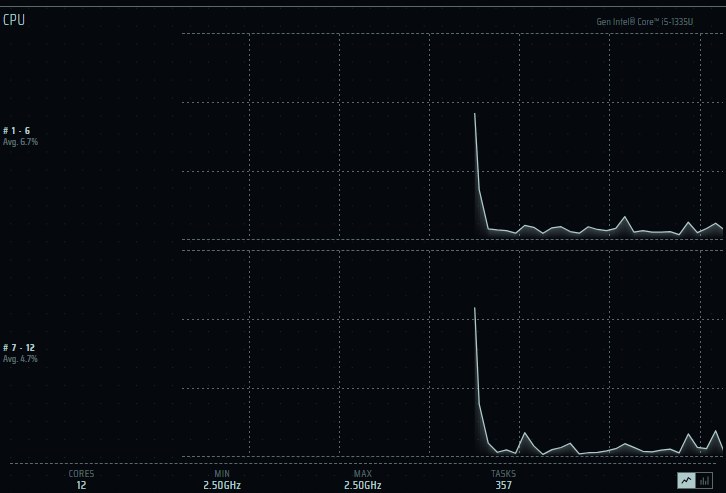 CPU
Gen Intel® Core™ i5-1335U
# 1 - 6
Avg. 6.7%
# 7 - 12
Avg. 4.7%
CORES MIN MAX TASKS
12 2.50GHz 2.50GHz 357